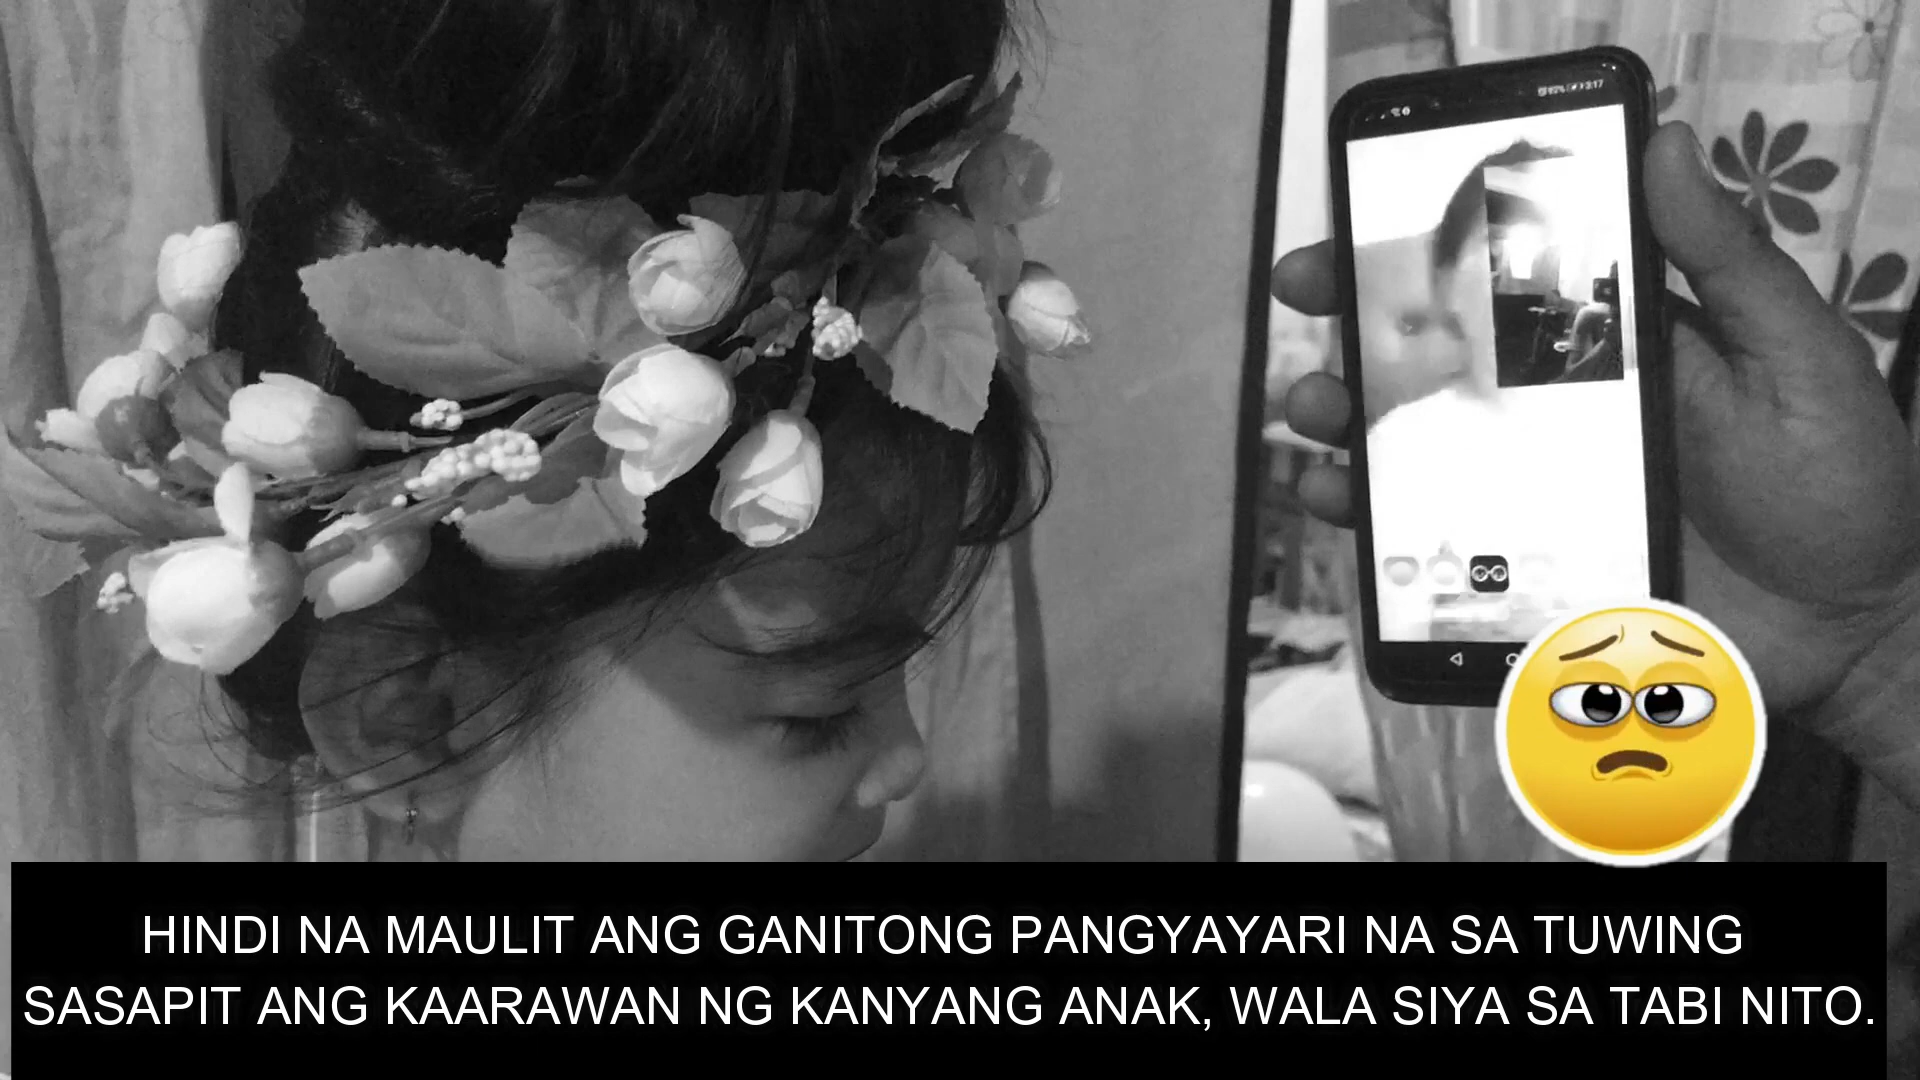 HINDI NA MAULIT ANG GANITONG PANGYAYARI NA SA TUWING
SASAPIT ANG KAARAWAN NG KANYANG ANAK, WALA SIYA SA TABI NITO.